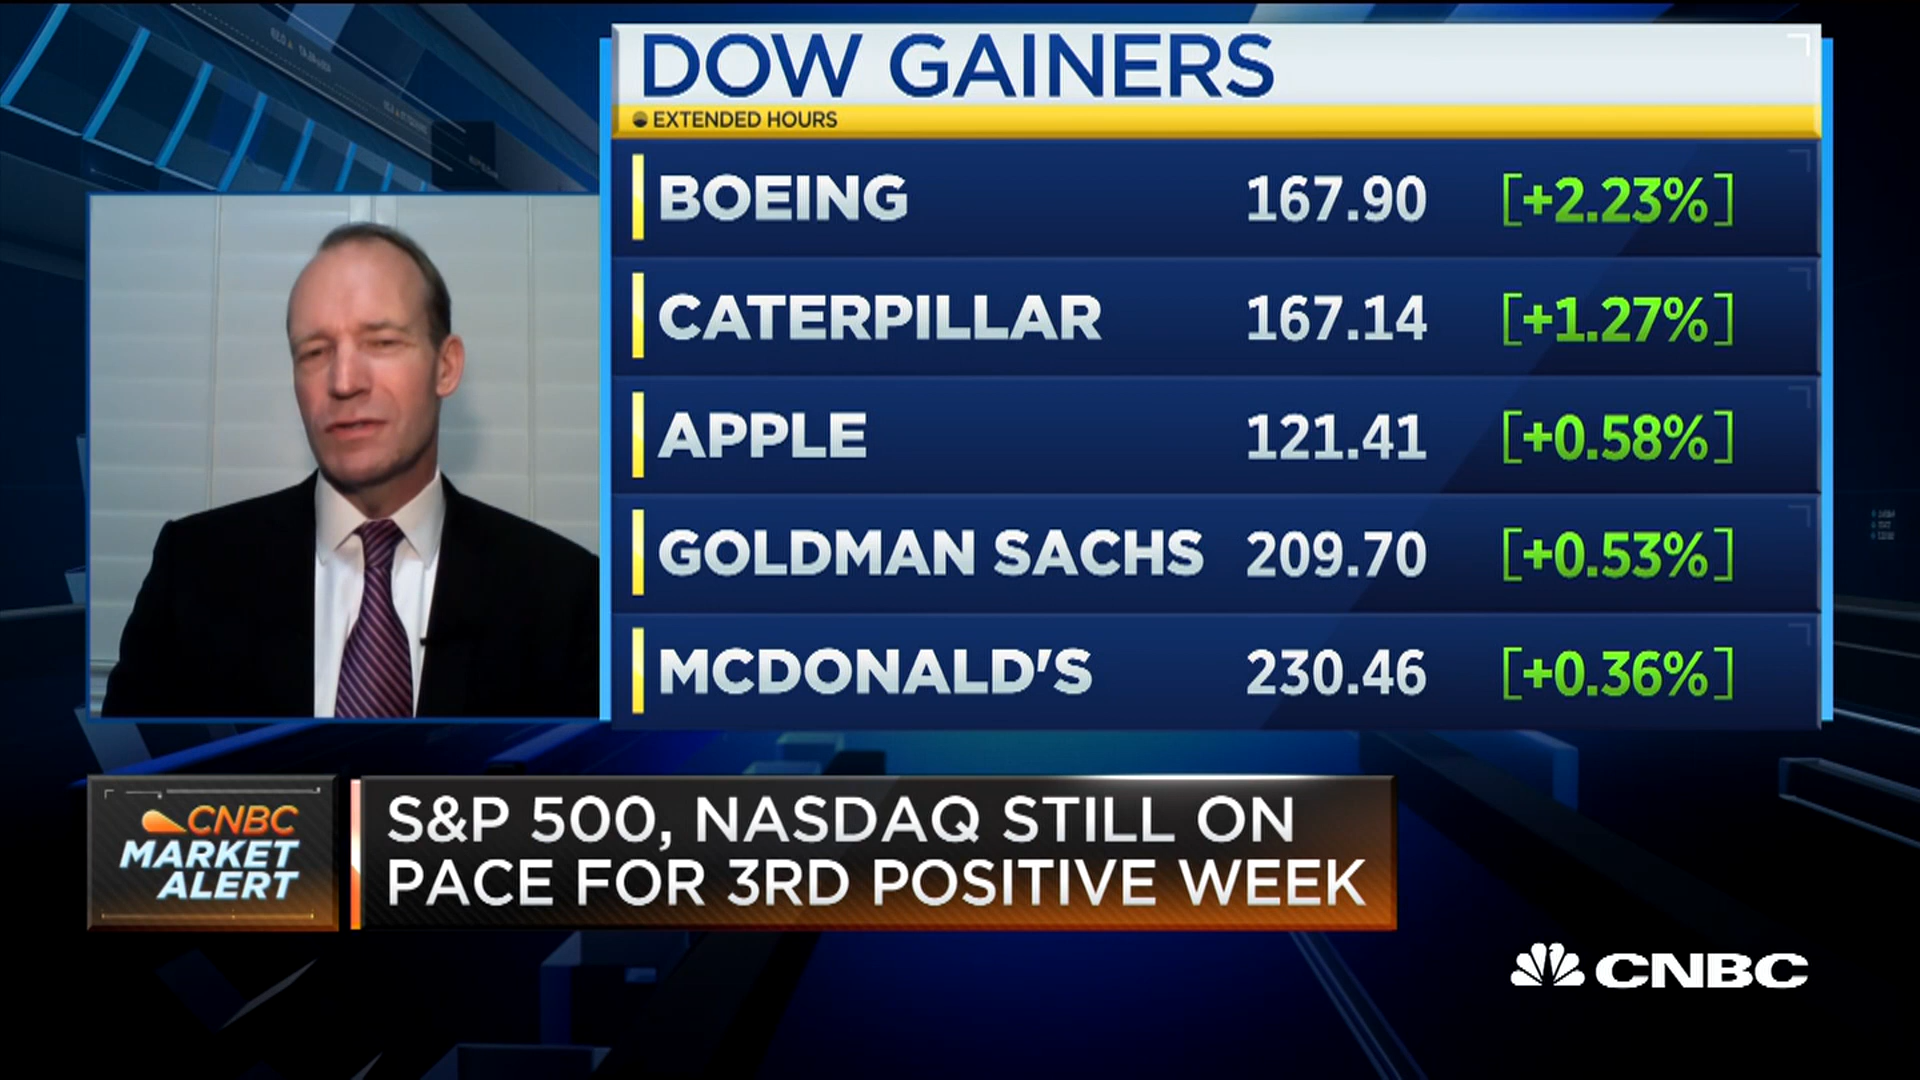 DOW GAINERS
EXTENDED HOURS
BOEING 167.90 [+2.23%]
CATERPILLAR 167.14 [+1.27%]
APPLE 121.41 [+0.58%]
GOLDMAN SACHS 209.70 [+0.53%]
MCDONALD'S 230.46 [+0.36%]
CNBC
MARKET
ALERT
S&P 500, NASDAQ STILL ON
PACE FOR 3RD POSITIVE WEEK
CNBC